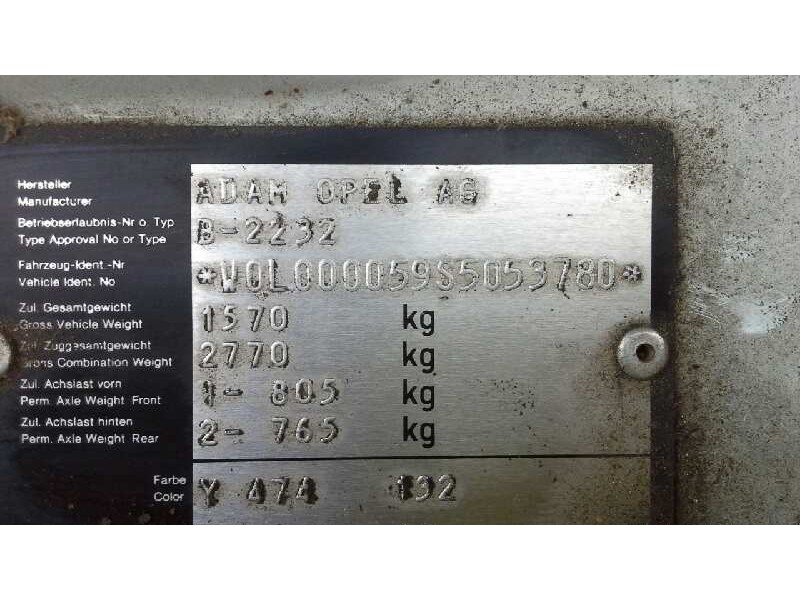 Hersteller
Manufacturer
ADAM OPEL AG
Betriebserlaubnis-Nr o. Typ
Type Approval No or Type
B-2232
Fahrzeug-Ident.-Nr
Vehicle Ident. No
*W0L000059S5053780*
Zul. Gesamtgewicht
Gross Vehicle Weight
1570 kg
Zul. Zuggesamtgewicht
Gross Combination Weight
2770 kg
Zul. Achslast vorn
Perm. Axle Weight Front
1- 805 kg
Zul. Achslast hinten
Perm. Axle Weight Rear
2- 765 kg
Farbe
Color
Y 474 192